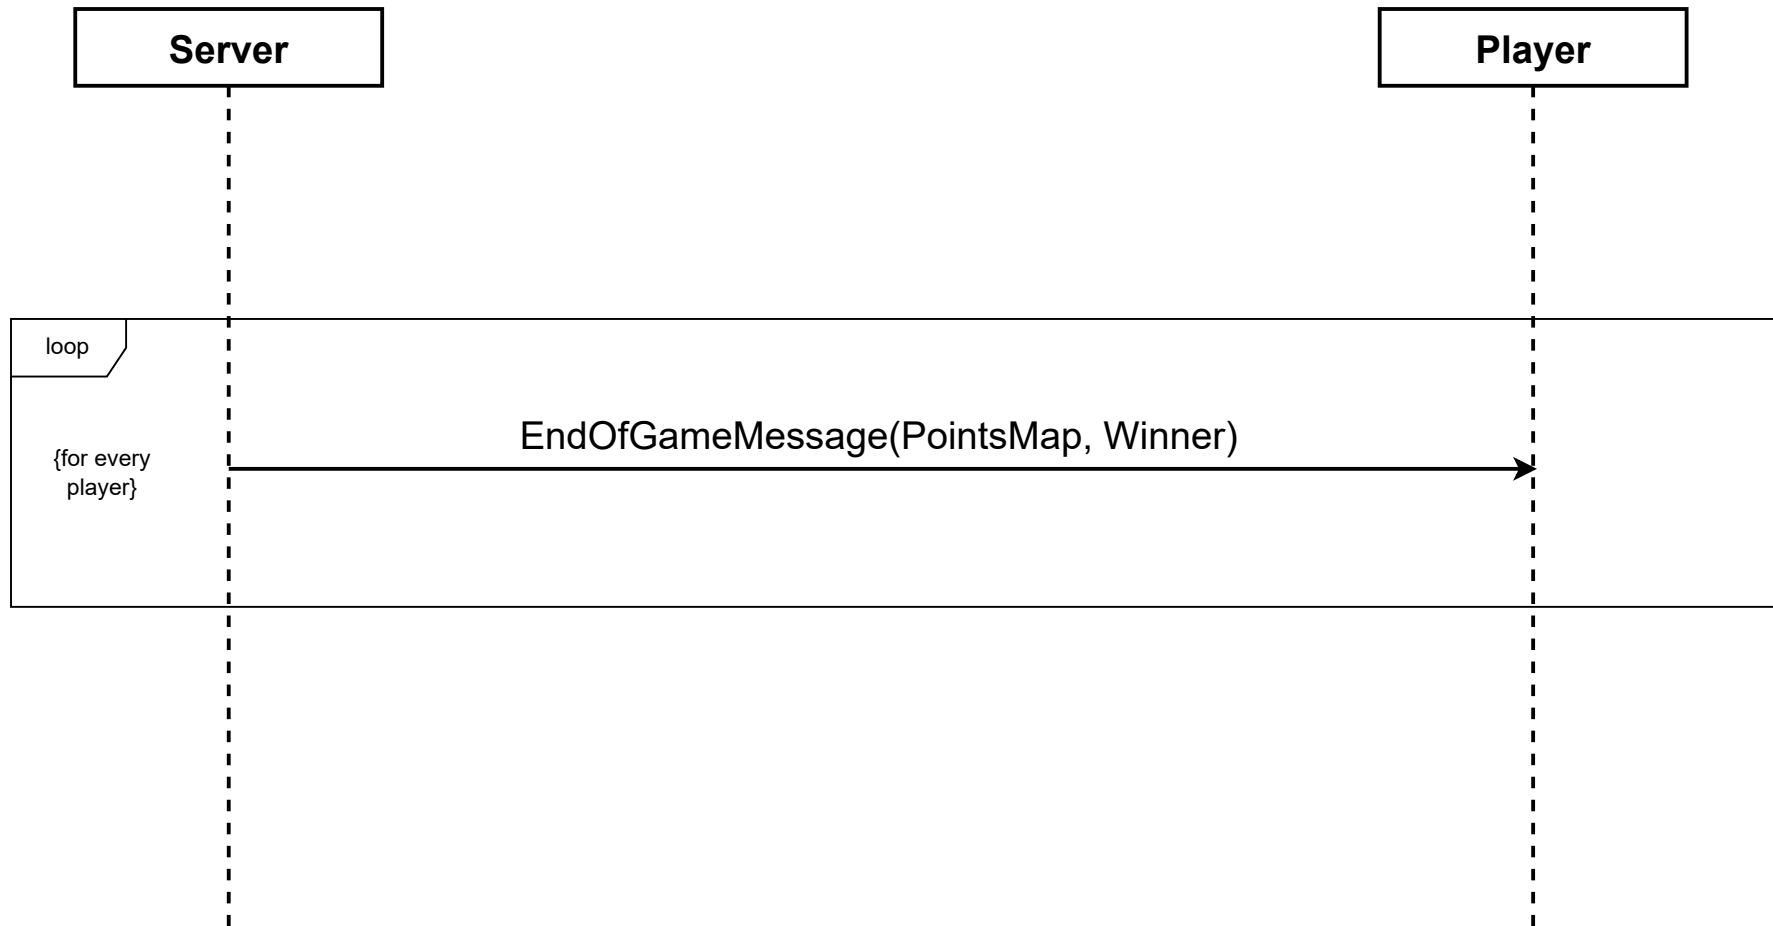 Server
Player
loop
EndOfGameMessage(PointsMap, Winner)
{for every
player}